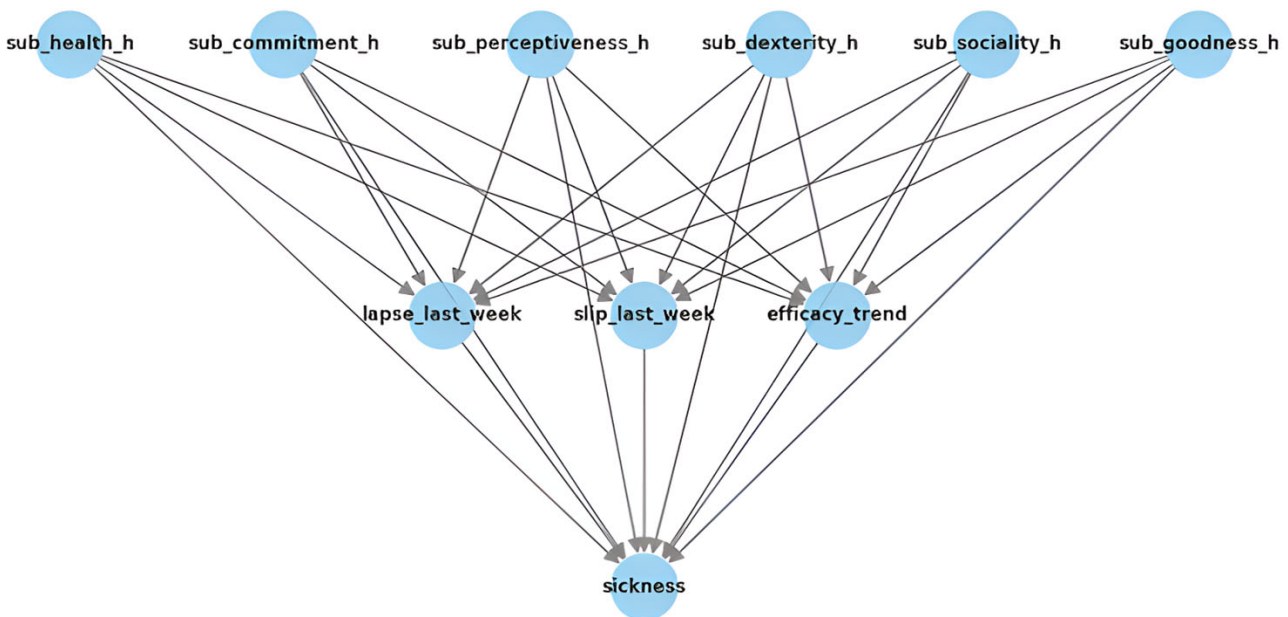 sub_health_h
sub_commitment_h
sub_perceptiveness_h
sub_dexterity_h
sub_sociality_h
sub_goodness_h
lapse_last_week
slip_last_week
efficacy_trend
sickness